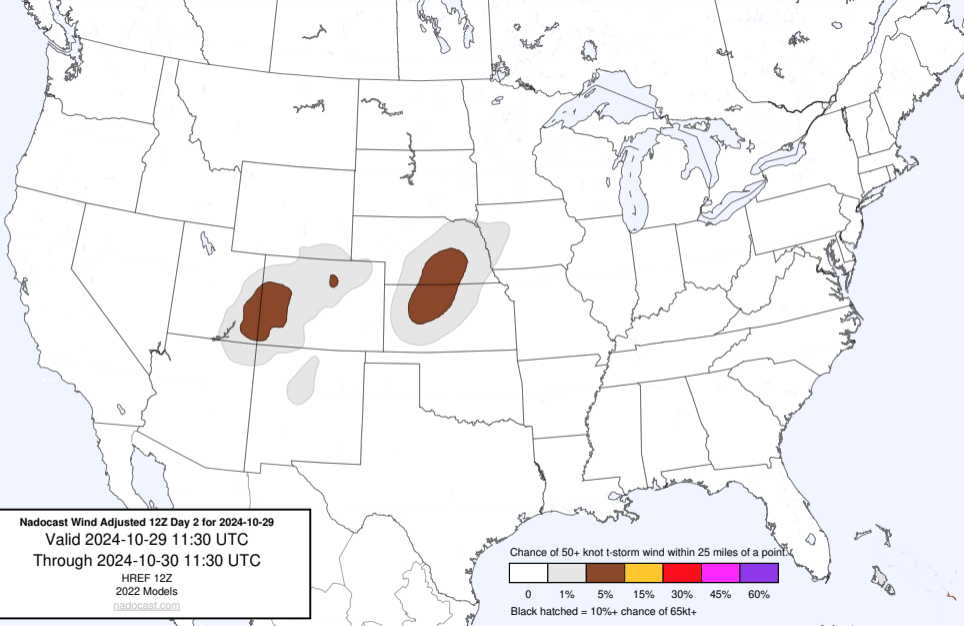 Nadocast Wind Adjusted 12Z Day 2 for 2024-10-29
Valid 2024-10-29 11:30 UTC
Through 2024-10-30 11:30 UTC
HREF 12Z
2022 Models
nadocast.com
Chance of 50+ knot t-storm wind within 25 miles of a point.
0 1% 5% 15% 30% 45% 60%
Black hatched = 10%+ chance of 65kt+